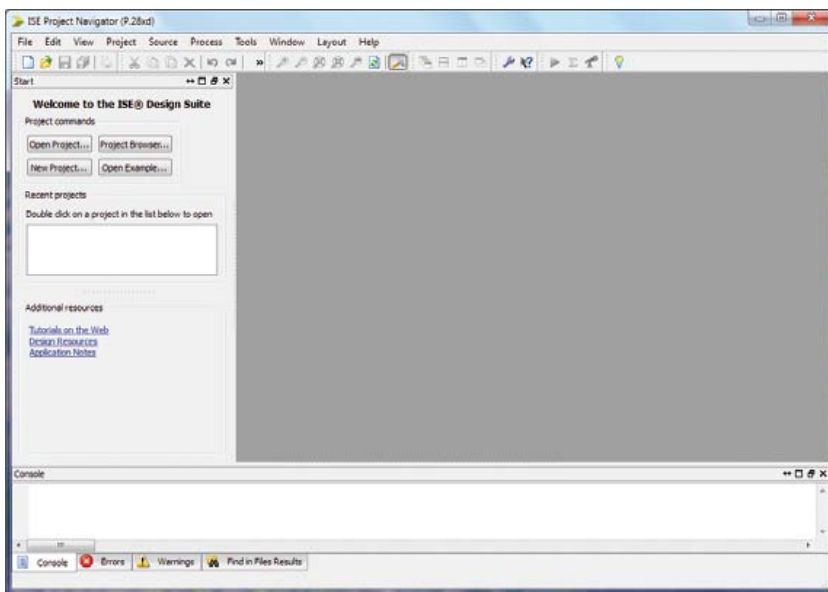 ISE Project Navigator (P.28xd)
File Edit View Project Source Process Tools Window Layout Help
Start
Welcome to the ISE® Design Suite
Project commands
Open Project... Project Browser...
New Project... Open Example...
Recent projects
Double click on a project in the list below to open
Additional resources
Tutorials on the Web
Design Resources
Application Notes
Console
Console Errors Warnings Find in Files Results